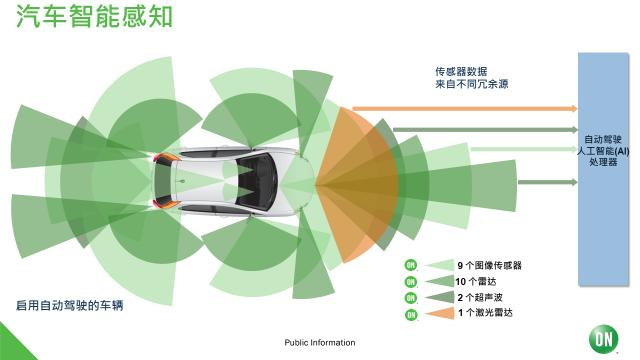 汽车智能感知
传感器数据
来自不同冗余源
自动驾驶
人工智能(AI)
处理器
ON 9 个图像传感器
ON 10 个雷达
ON 2 个超声波
ON 1 个激光雷达
启用自动驾驶的车辆
Public Information
ON